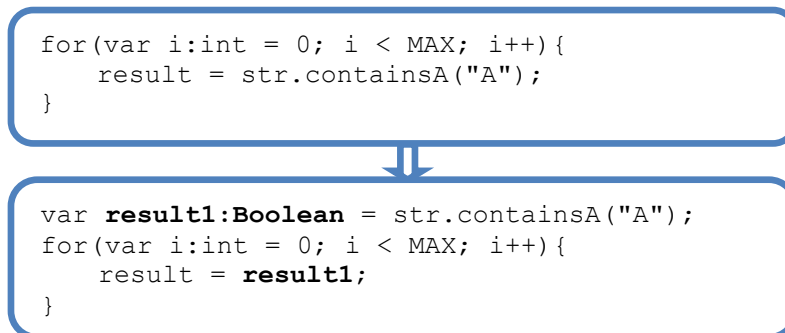 for(var i:int = 0; i < MAX; i++){
    result = str.containsA("A");
}
var result1:Boolean = str.containsA("A");
for(var i:int = 0; i < MAX; i++){
    result = result1;
}